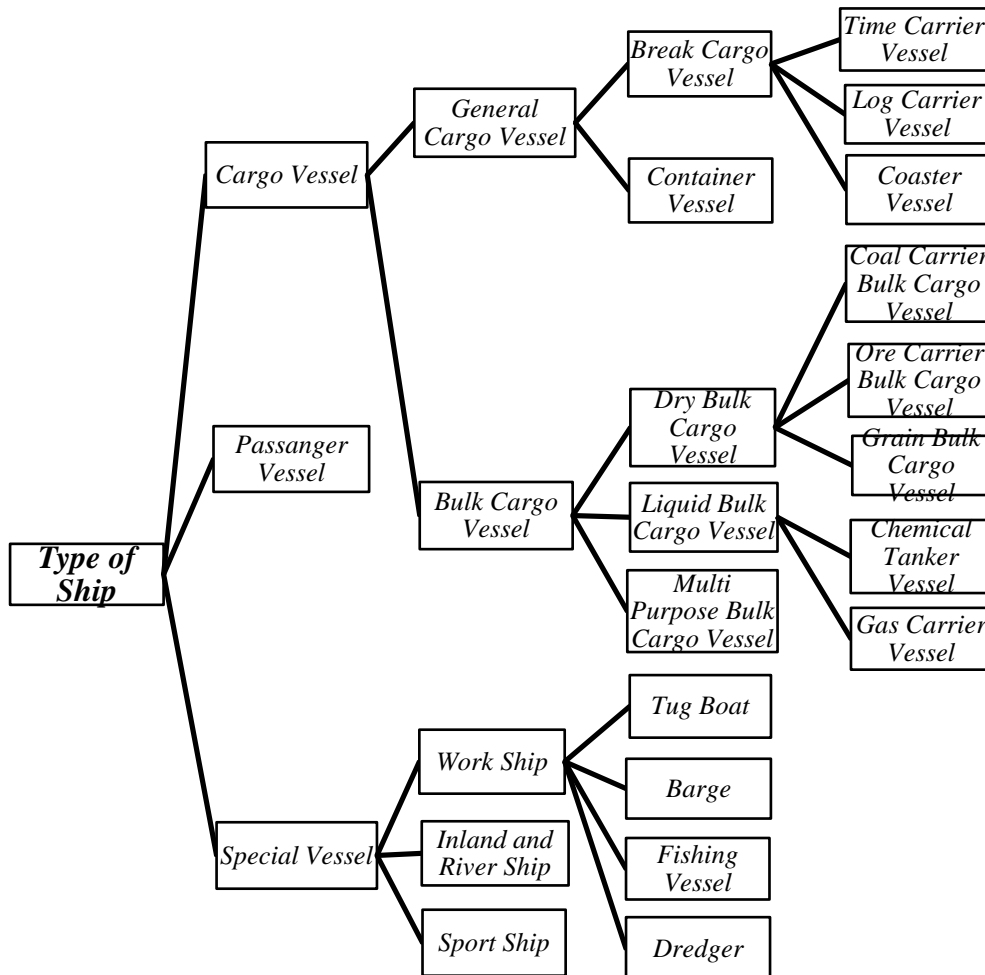 Type of
Ship
Cargo Vessel
Passanger
Vessel
Special Vessel
General
Cargo Vessel
Bulk Cargo
Vessel
Work Ship
Inland and
River Ship
Sport Ship
Break Cargo
Vessel
Container
Vessel
Dry Bulk
Cargo
Vessel
Liquid Bulk
Cargo Vessel
Multi
Purpose Bulk
Cargo Vessel
Tug Boat
Barge
Fishing
Vessel
Dredger
Time Carrier
Vessel
Log Carrier
Vessel
Coaster
Vessel
Coal Carrier
Bulk Cargo
Vessel
Ore Carrier
Bulk Cargo
Vessel
Grain Bulk
Cargo
Vessel
Chemical
Tanker
Vessel
Gas Carrier
Vessel